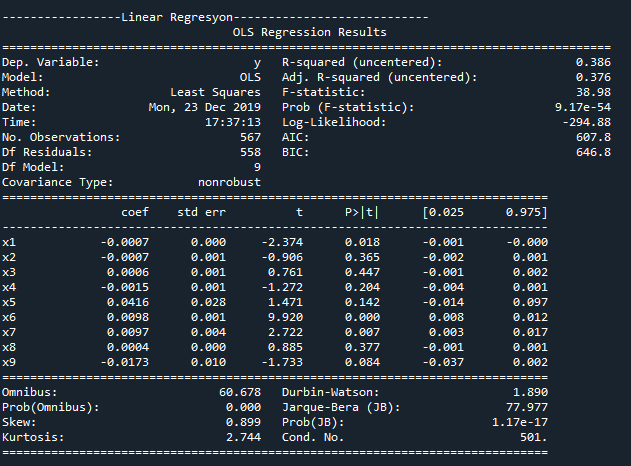 -----------------Linear Regresyon----------------------------
OLS Regression Results
=======================================================================================
Dep. Variable: y R-squared (uncentered): 0.386
Model: OLS Adj. R-squared (uncentered): 0.376
Method: Least Squares F-statistic: 38.98
Date: Mon, 23 Dec 2019 Prob (F-statistic): 9.17e-54
Time: 17:37:13 Log-Likelihood: -294.88
No. Observations: 567 AIC: 607.8
Df Residuals: 558 BIC: 646.8
Df Model: 9
Covariance Type: nonrobust
==============================================================================
coef std err t P>|t| [0.025 0.975]
------------------------------------------------------------------------------
x1 -0.0007 0.000 -2.374 0.018 -0.001 -0.000
x2 -0.0007 0.001 -0.906 0.365 -0.002 0.001
x3 0.0006 0.001 0.761 0.447 -0.001 0.002
x4 -0.0015 0.001 -1.272 0.204 -0.004 0.001
x5 0.0416 0.028 1.471 0.142 -0.014 0.097
x6 0.0098 0.001 9.920 0.000 0.008 0.012
x7 0.0097 0.004 2.722 0.007 0.003 0.017
x8 0.0004 0.000 0.885 0.377 -0.001 0.001
x9 -0.0173 0.010 -1.733 0.084 -0.037 0.002
==============================================================================
Omnibus: 60.678 Durbin-Watson: 1.890
Prob(Omnibus): 0.000 Jarque-Bera (JB): 77.977
Skew: 0.899 Prob(JB): 1.17e-17
Kurtosis: 2.744 Cond. No. 501.
==============================================================================